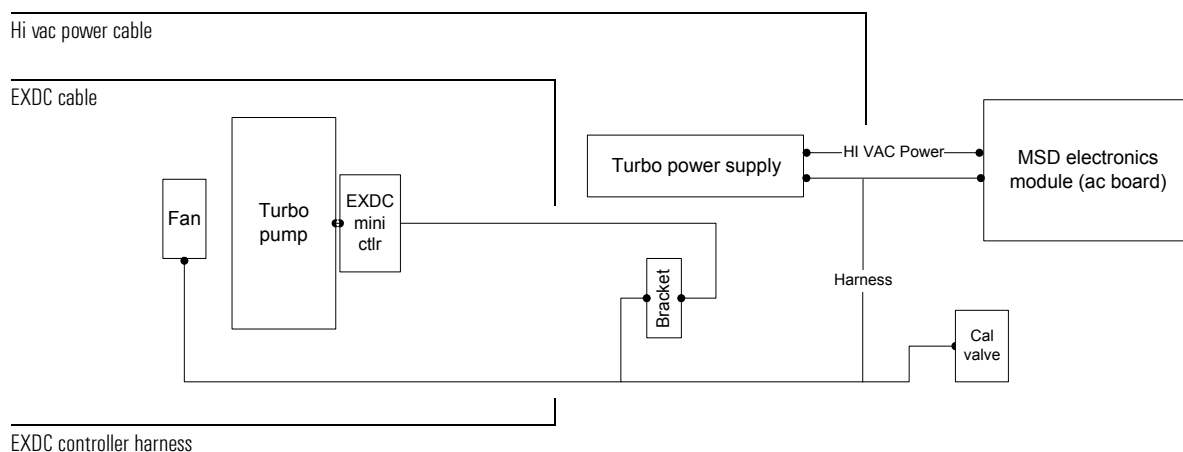 Hi vac power cable
EXDC cable
HI VAC Power
MSD electronics
module (ac board)
Turbo power supply
Fan
Turbo
pump
EXDC
mini
ctlr
Bracket
Harness
Cal
valve
EXDC controller harness